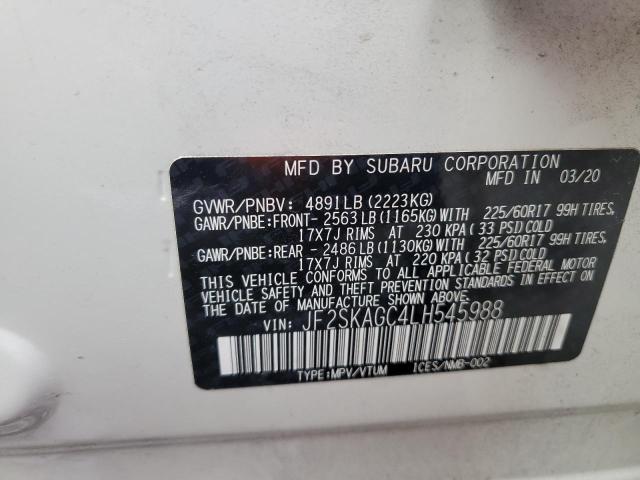 MFD BY SUBARU CORPORATION
MFD IN 03/20
GVWR/PNBV: 4891LB (2223KG)
GAWR/PNBE:FRONT- 2563LB (1165KG)WITH 225/60R17 99H TIRES,
17X7J RIMS AT 230 KPA( 33 PSI)COLD
GAWR/PNBE:REAR - 2486LB (1130KG)WITH 225/60R17 99H TIRES,
17X7J RIMS AT 220 KPA( 32 PSI)COLD
THIS VEHICLE CONFORMS TO ALL APPLICABLE FEDERAL MOTOR
VEHICLE SAFETY AND THEFT PREVENTION STANDARDS IN EFFECT ON
THE DATE OF MANUFACTURE SHOWN ABOVE.
VIN: JF2SKAGC4LH545988
TYPE:MPV/VTUM ICES/NMB-002